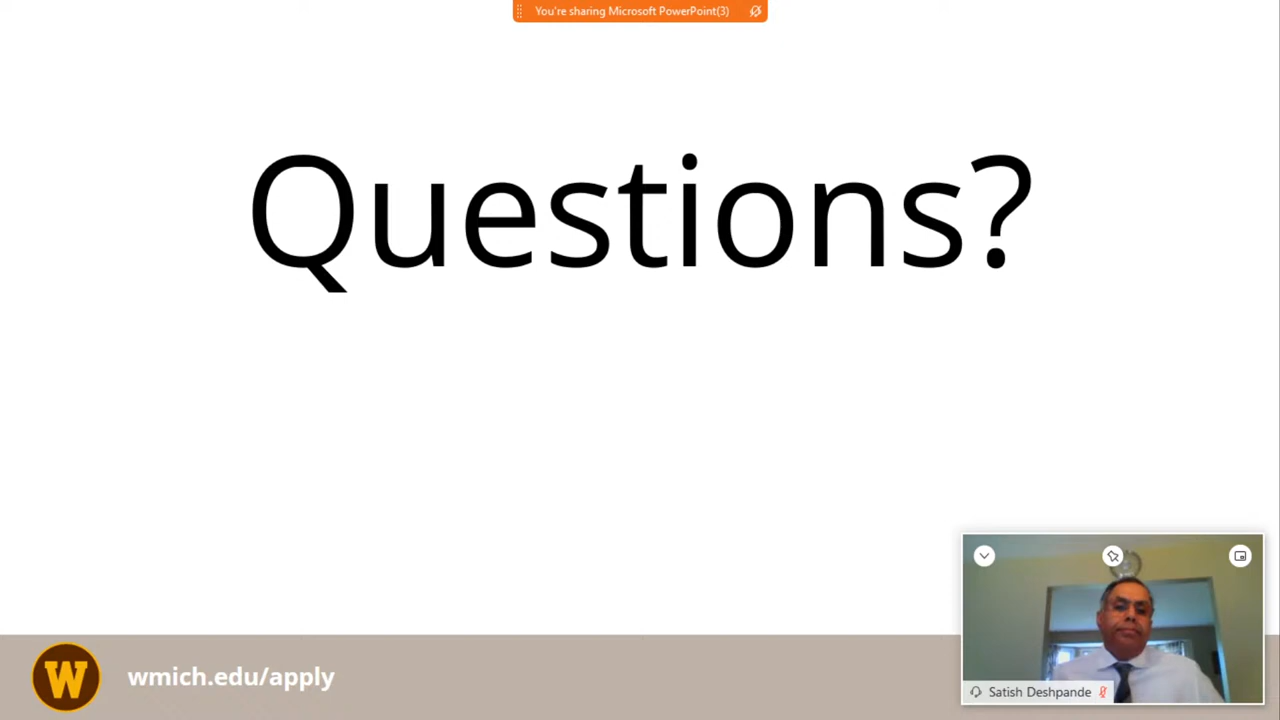 You're sharing Microsoft PowerPoint(3)
Questions?
W
wmich.edu/apply
Satish Deshpande